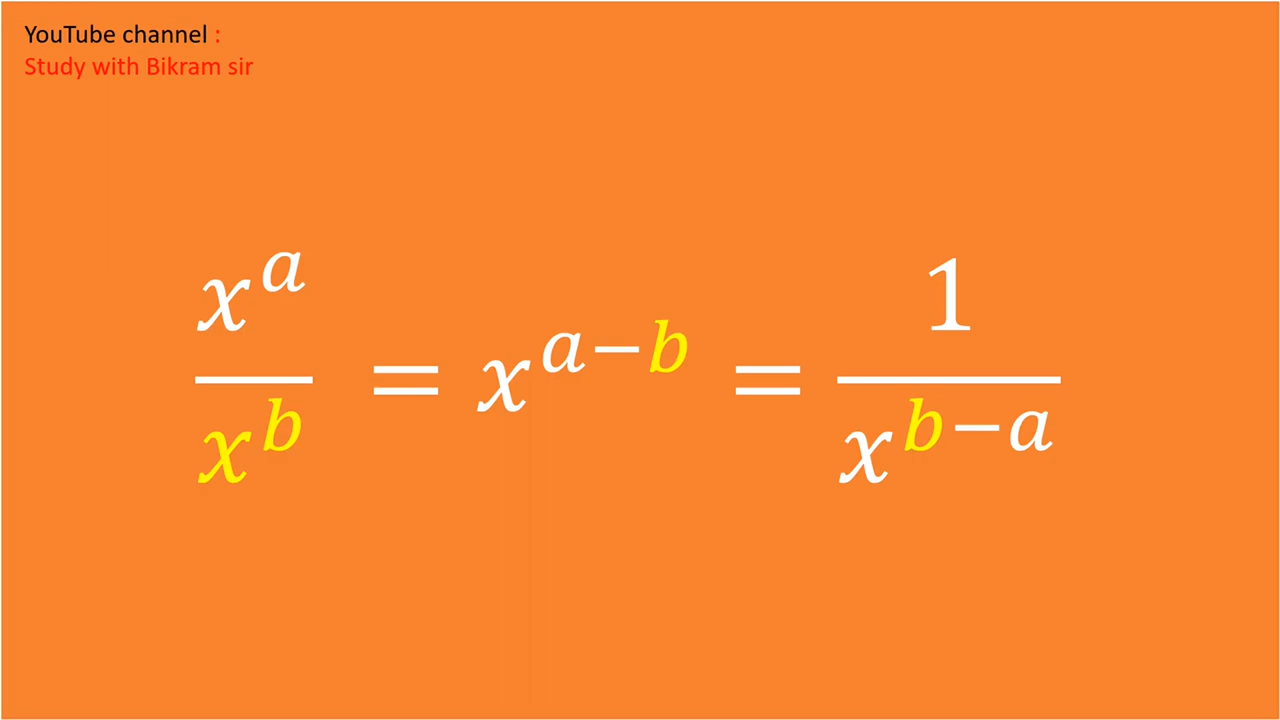 YouTube channel :
Study with Bikram sir
x^a / x^b = x^(a−b) = 1 / x^(b−a)